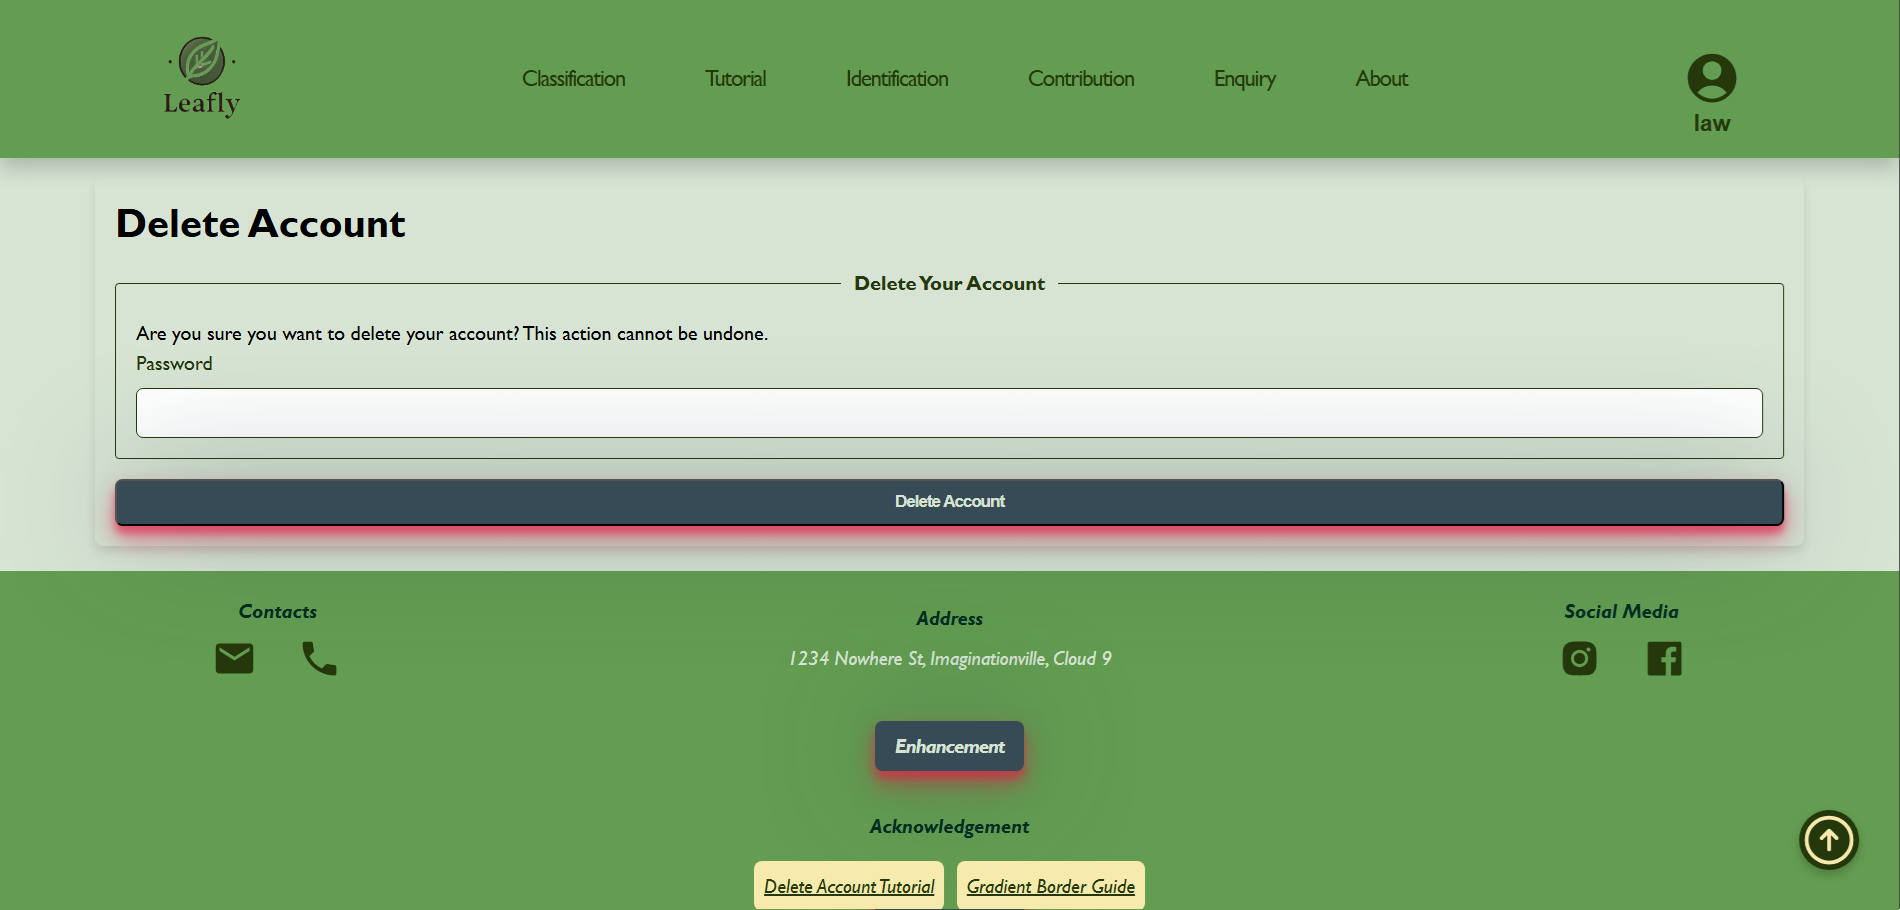 Leafly
Classification
Tutorial
Identification
Contribution
Enquiry
About
law
Delete Account
Delete Your Account
Are you sure you want to delete your account? This action cannot be undone.
Password
Delete Account
Contacts
Address
1234 Nowhere St, Imaginationville, Cloud 9
Social Media
Enhancement
Acknowledgement
Delete Account Tutorial
Gradient Border Guide